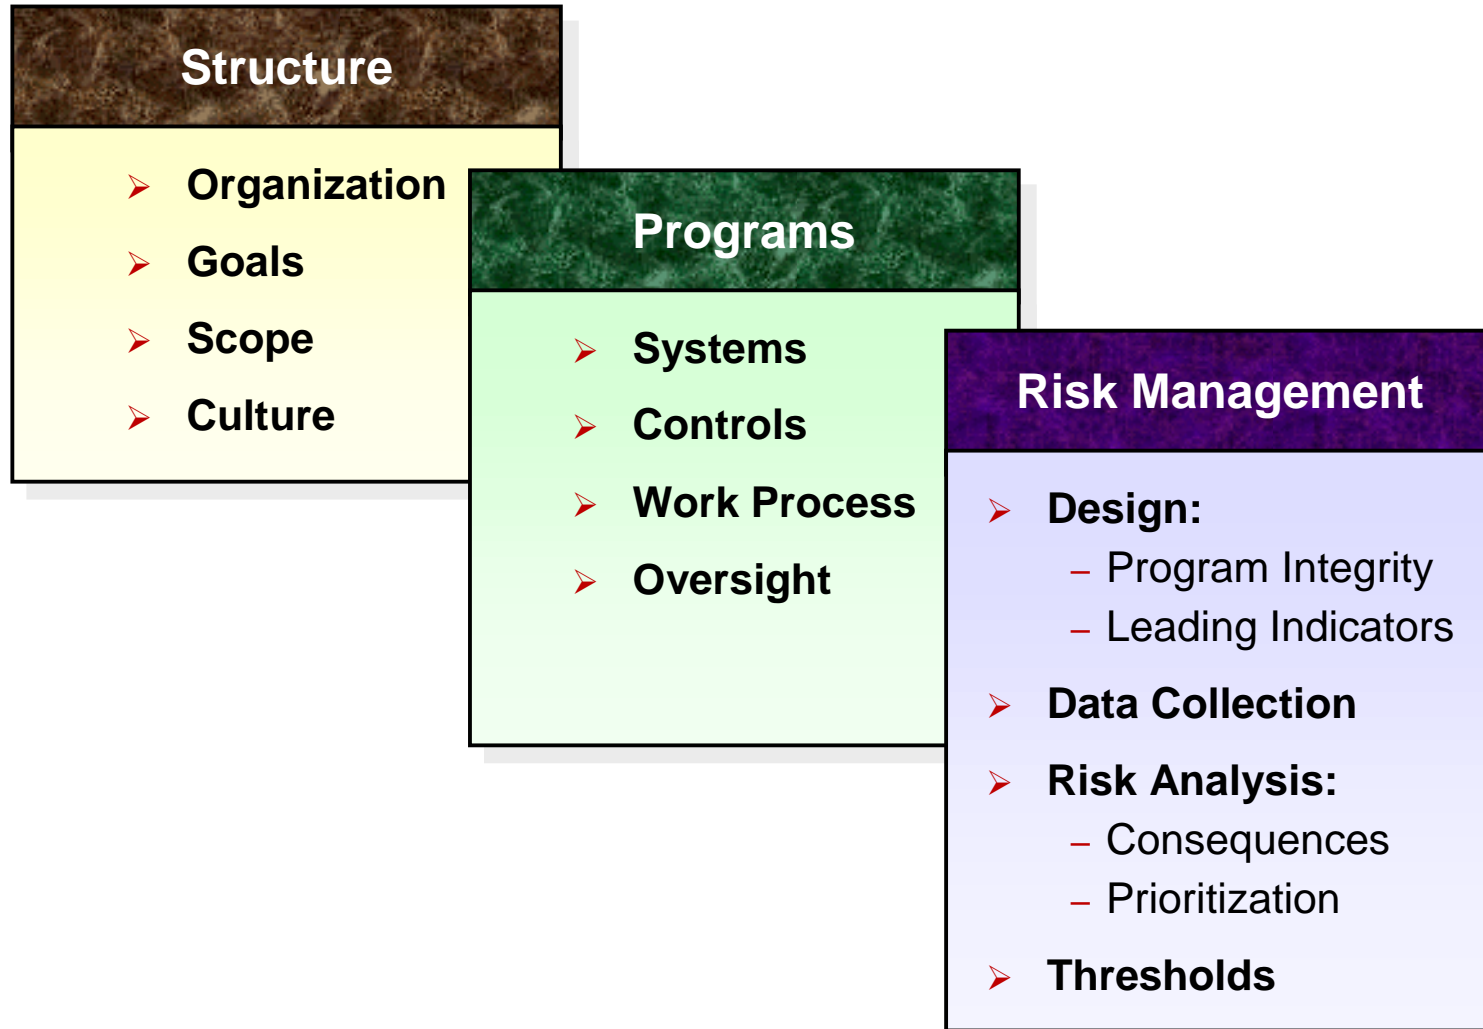 Structure
➢ Organization
➢ Goals
➢ Scope
➢ Culture
Programs
➢ Systems
➢ Controls
➢ Work Process
➢ Oversight
Risk Management
➢ Design:
– Program Integrity
– Leading Indicators
➢ Data Collection
➢ Risk Analysis:
– Consequences
– Prioritization
➢ Thresholds